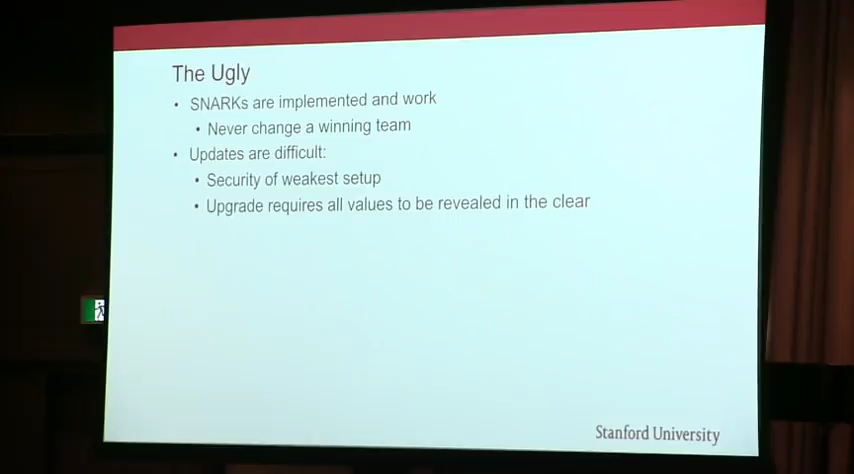 The Ugly
• SNARKs are implemented and work
• Never change a winning team
• Updates are difficult:
• Security of weakest setup
• Upgrade requires all values to be revealed in the clear
Stanford University